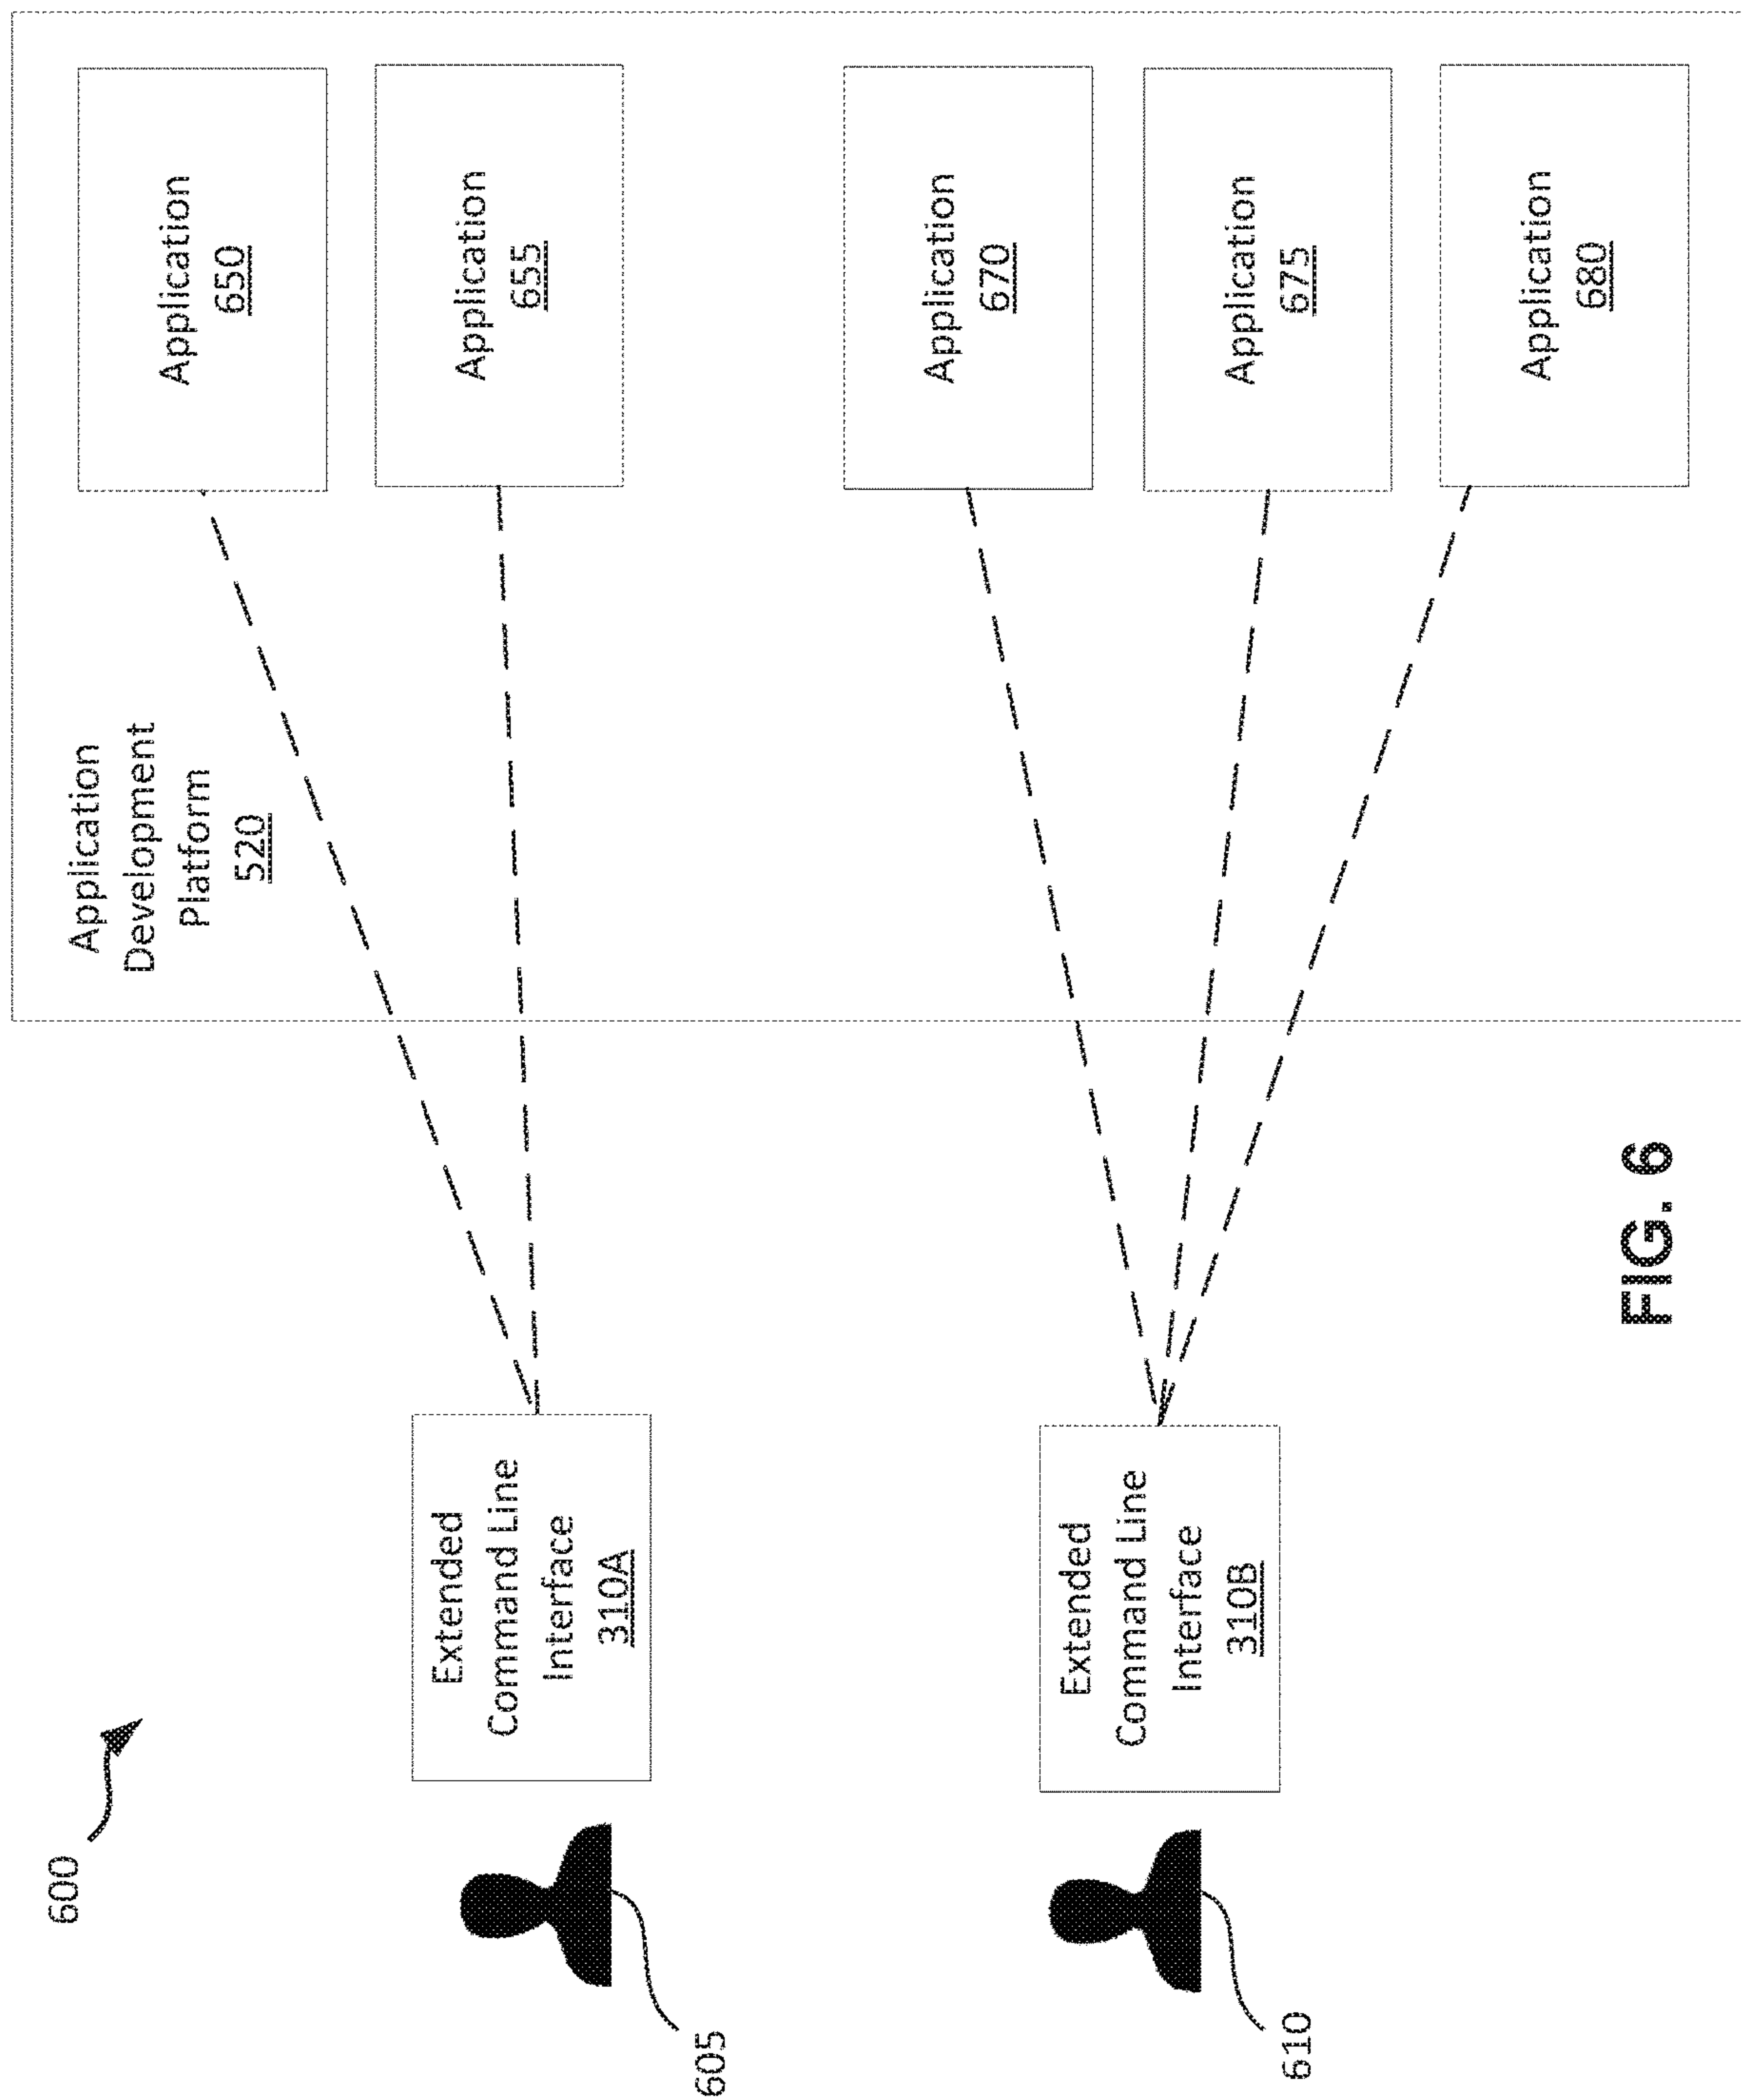 600
Application
Development
Platform
520
Application
650
Application
655
Extended
Command Line
Interface
310A
605
Application
670
Application
675
Application
680
Extended
Command Line
Interface
310B
610
FIG. 6